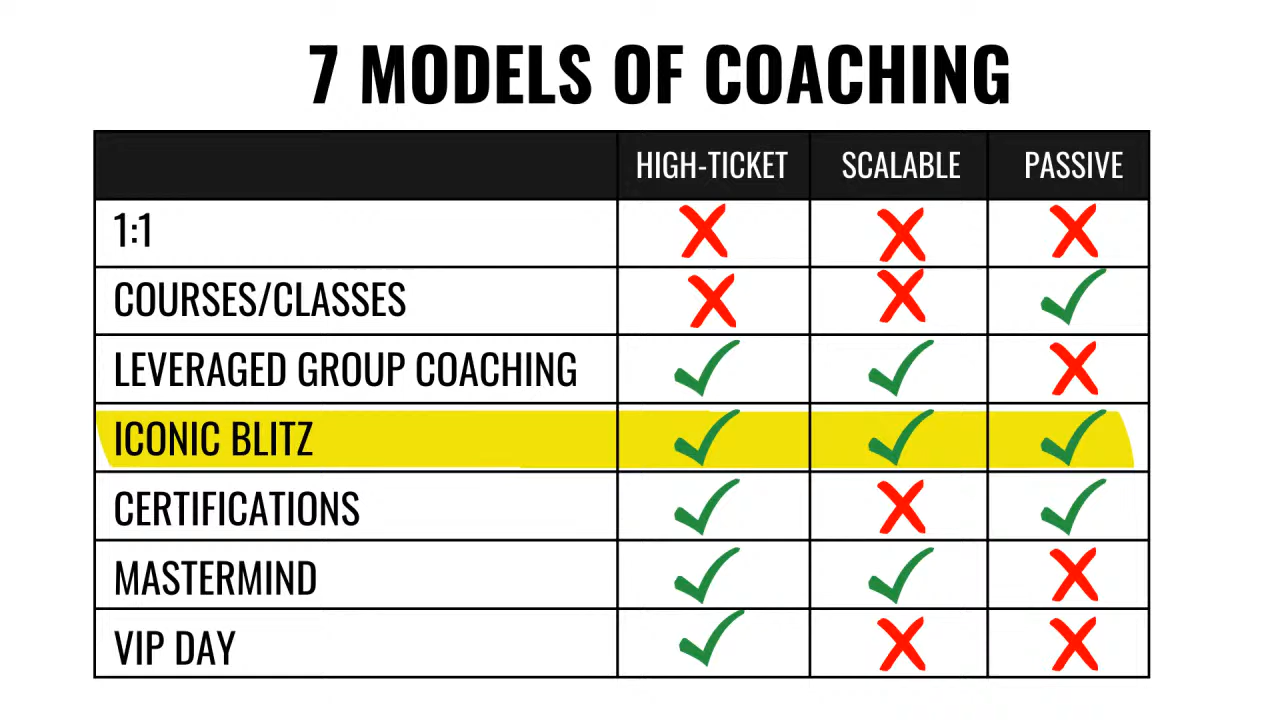 7 MODELS OF COACHING
HIGH-TICKET SCALABLE PASSIVE
1:1
COURSES/CLASSES
LEVERAGED GROUP COACHING
ICONIC BLITZ
CERTIFICATIONS
MASTERMIND
VIP DAY